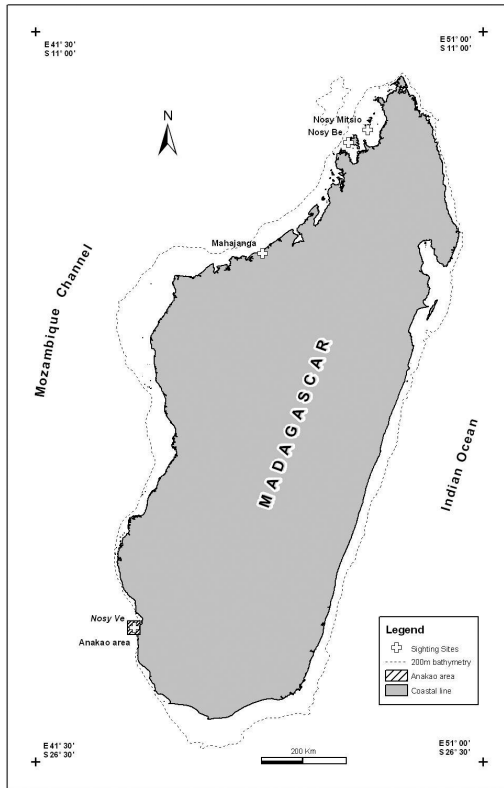 E 41° 30'
S 11° 00'
E 51° 00'
S 11° 00'
N
Nosy Mitsio
Nosy Be
Mahajanga
Mozambique Channel
MADAGASCAR
Indian Ocean
Nosy Ve
Anakao area
Legend
Sighting Sites
200m bathymetry
Anakao area
Coastal line
E 41° 30'
S 26° 30'
200 Km
E 51° 00'
S 26° 30'